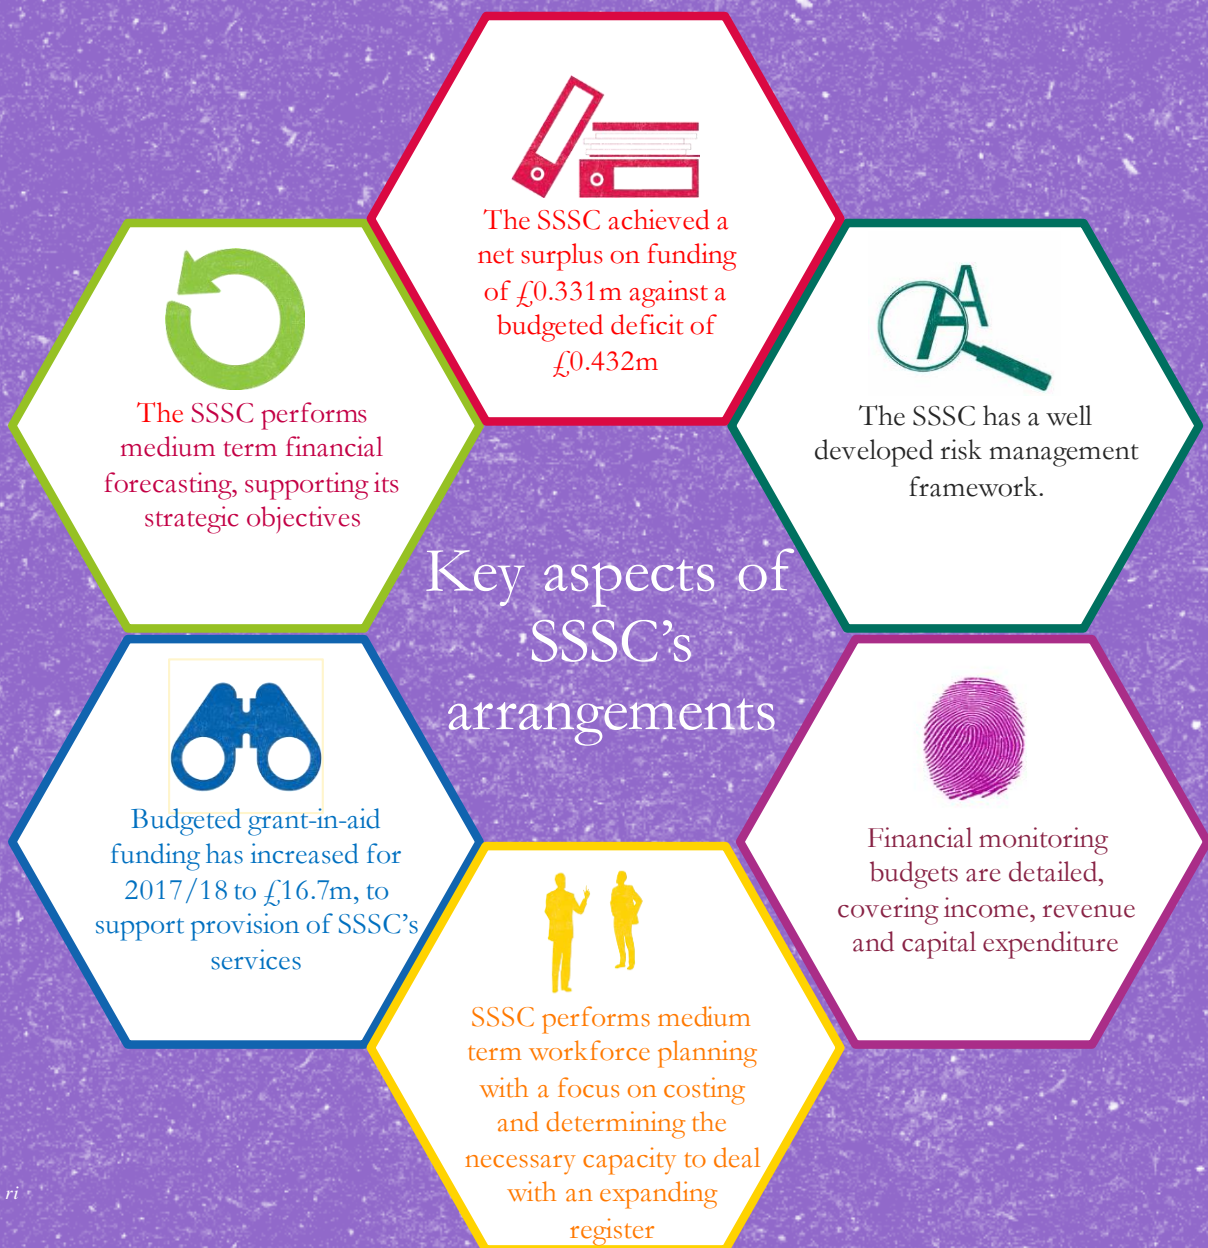 The SSSC achieved a
net surplus on funding
of £0.331m against a
budgeted deficit of
£0.432m
The SSSC performs
medium term financial
forecasting, supporting its
strategic objectives
The SSSC has a well
developed risk management
framework.
Key aspects of
SSSC’s
arrangements
Budgeted grant-in-aid
funding has increased for
2017/18 to £16.7m, to
support provision of SSSC’s
services
Financial monitoring
budgets are detailed,
covering income, revenue
and capital expenditure
SSSC performs medium
term workforce planning
with a focus on costing
and determining the
necessary capacity to deal
with an expanding
register
ri